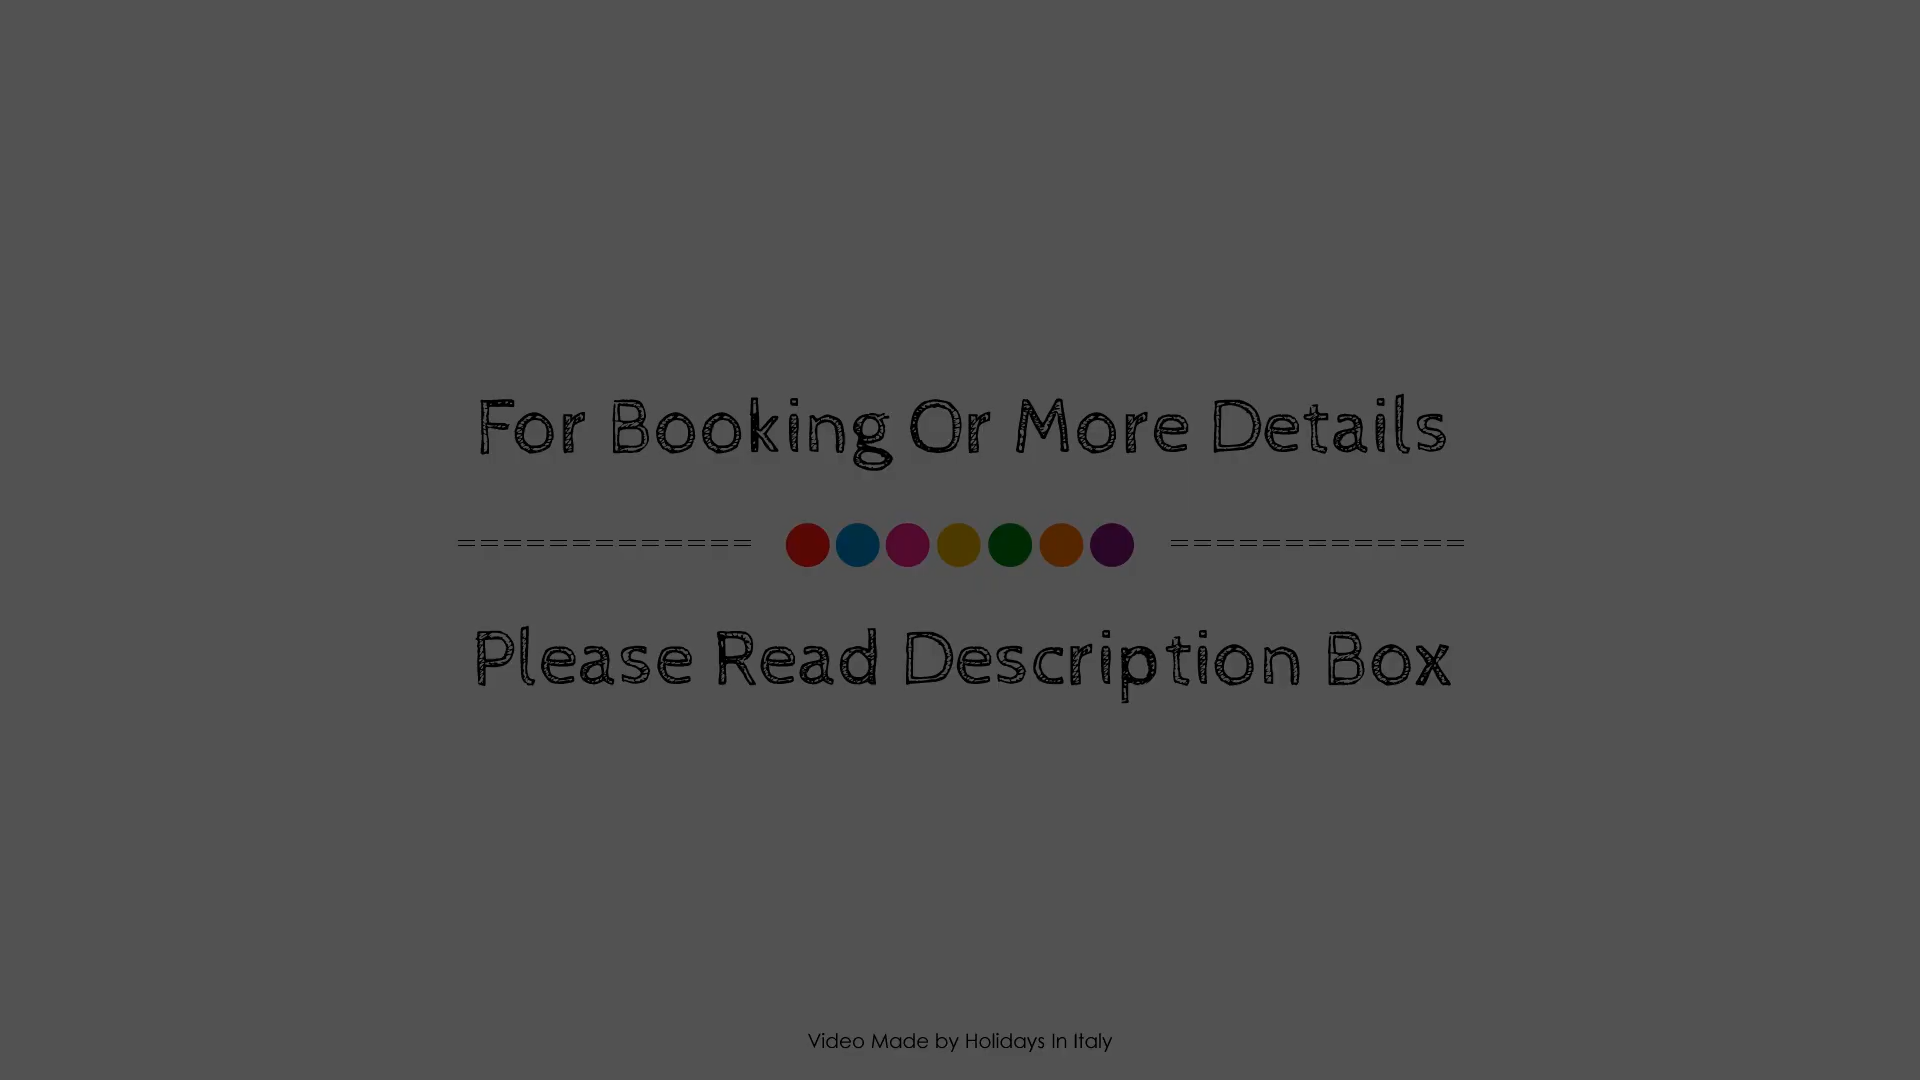 For Booking Or More Details
============= =============
Please Read Description Box
Video Made by Holidays In Italy